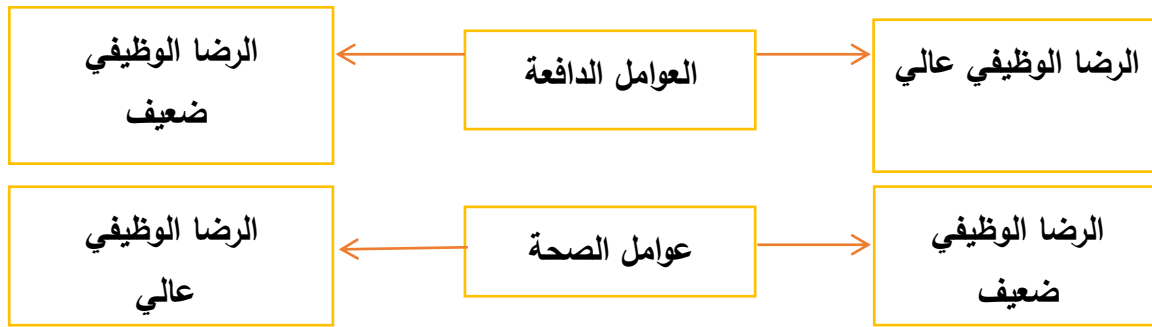 الرضا الوظيفي عالي
العوامل الدافعة
الرضا الوظيفي
ضعيف
الرضا الوظيفي
ضعيف
عوامل الصحة
الرضا الوظيفي
عالي